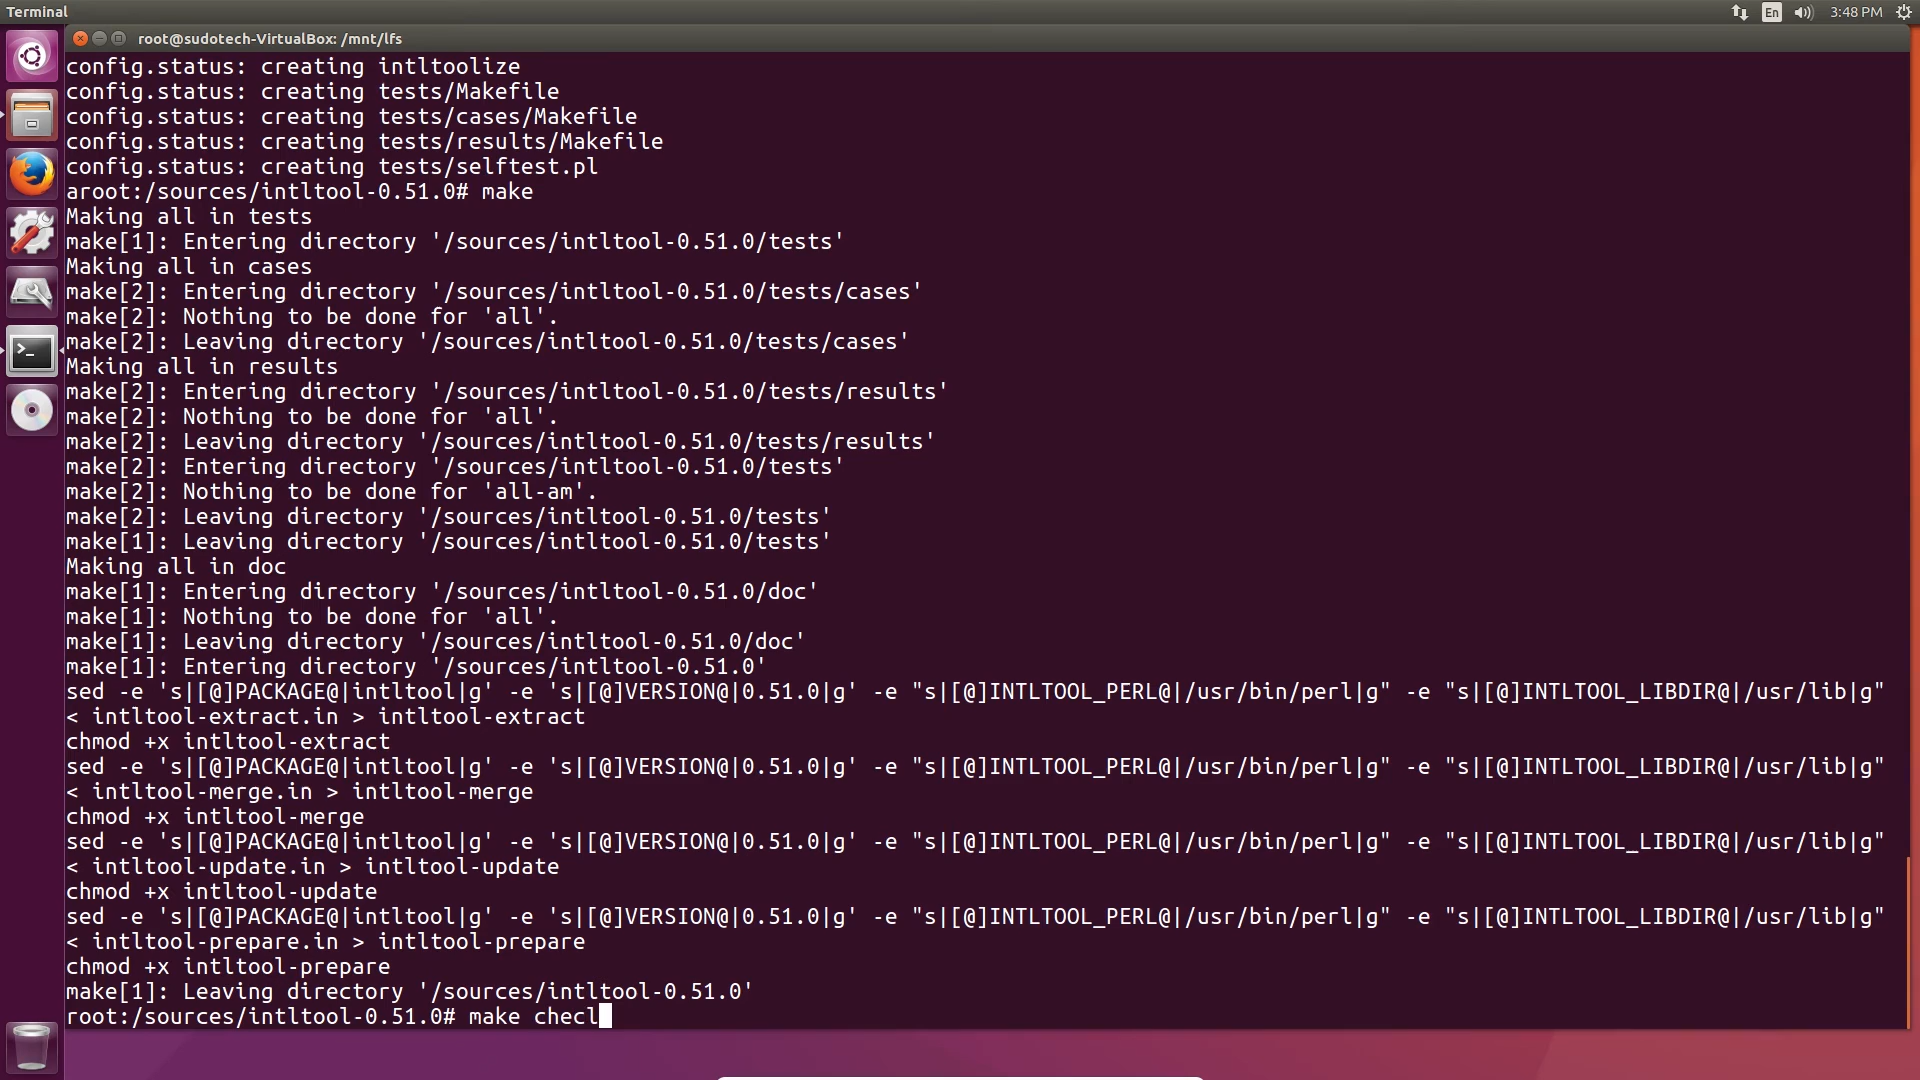 Terminal
En
3:48 PM
root@sudotech-VirtualBox: /mnt/lfs
config.status: creating intltoolize
config.status: creating tests/Makefile
config.status: creating tests/cases/Makefile
config.status: creating tests/results/Makefile
config.status: creating tests/selftest.pl
aroot:/sources/intltool-0.51.0# make
Making all in tests
make[1]: Entering directory '/sources/intltool-0.51.0/tests'
Making all in cases
make[2]: Entering directory '/sources/intltool-0.51.0/tests/cases'
make[2]: Nothing to be done for 'all'.
make[2]: Leaving directory '/sources/intltool-0.51.0/tests/cases'
Making all in results
make[2]: Entering directory '/sources/intltool-0.51.0/tests/results'
make[2]: Nothing to be done for 'all'.
make[2]: Leaving directory '/sources/intltool-0.51.0/tests/results'
make[2]: Entering directory '/sources/intltool-0.51.0/tests'
make[2]: Nothing to be done for 'all-am'.
make[2]: Leaving directory '/sources/intltool-0.51.0/tests'
make[1]: Leaving directory '/sources/intltool-0.51.0/tests'
Making all in doc
make[1]: Entering directory '/sources/intltool-0.51.0/doc'
make[1]: Nothing to be done for 'all'.
make[1]: Leaving directory '/sources/intltool-0.51.0/doc'
make[1]: Entering directory '/sources/intltool-0.51.0'
sed -e 's|[@]PACKAGE@|intltool|g' -e 's|[@]VERSION@|0.51.0|g' -e "s|[@]INTLTOOL_PERL@|/usr/bin/perl|g" -e "s|[@]INTLTOOL_LIBDIR@|/usr/lib|g"
< intltool-extract.in > intltool-extract
chmod +x intltool-extract
sed -e 's|[@]PACKAGE@|intltool|g' -e 's|[@]VERSION@|0.51.0|g' -e "s|[@]INTLTOOL_PERL@|/usr/bin/perl|g" -e "s|[@]INTLTOOL_LIBDIR@|/usr/lib|g"
< intltool-merge.in > intltool-merge
chmod +x intltool-merge
sed -e 's|[@]PACKAGE@|intltool|g' -e 's|[@]VERSION@|0.51.0|g' -e "s|[@]INTLTOOL_PERL@|/usr/bin/perl|g" -e "s|[@]INTLTOOL_LIBDIR@|/usr/lib|g"
< intltool-update.in > intltool-update
chmod +x intltool-update
sed -e 's|[@]PACKAGE@|intltool|g' -e 's|[@]VERSION@|0.51.0|g' -e "s|[@]INTLTOOL_PERL@|/usr/bin/perl|g" -e "s|[@]INTLTOOL_LIBDIR@|/usr/lib|g"
< intltool-prepare.in > intltool-prepare
chmod +x intltool-prepare
make[1]: Leaving directory '/sources/intltool-0.51.0'
root:/sources/intltool-0.51.0# make checl